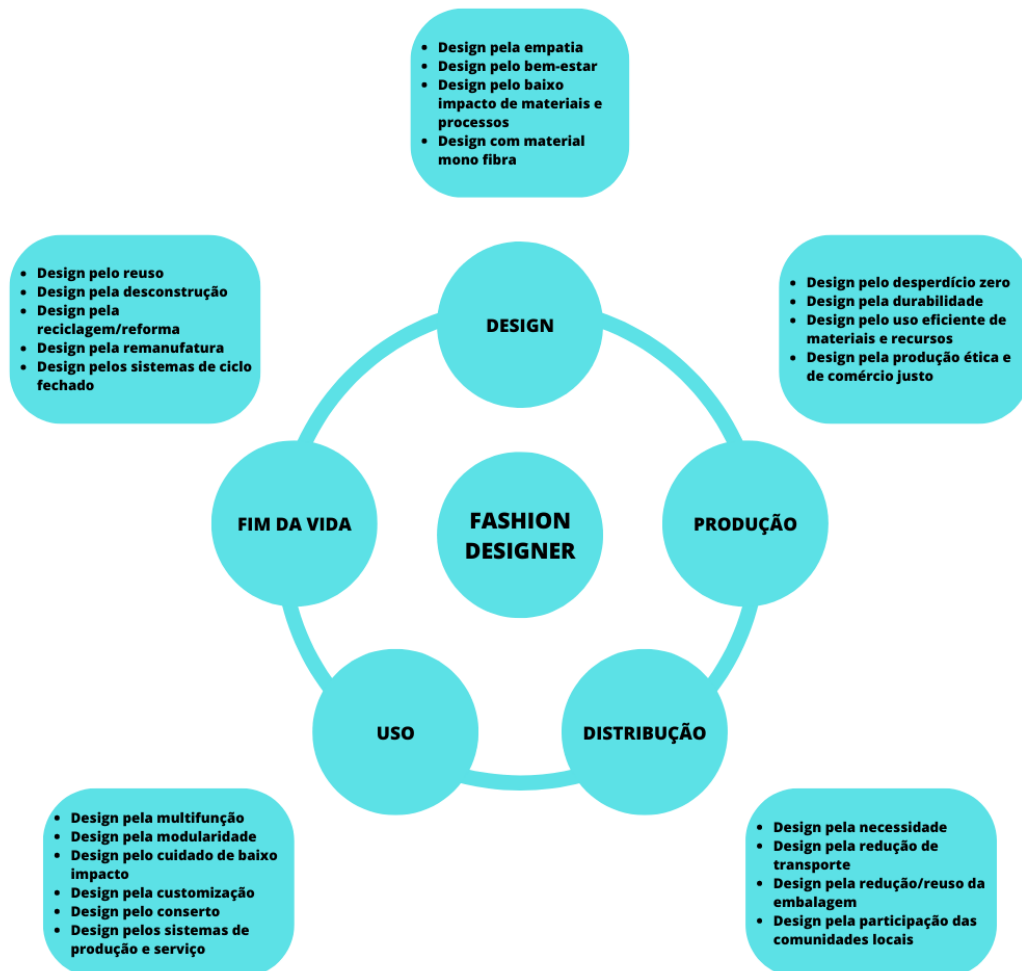 • Design pela empatia
• Design pelo bem-estar
• Design pelo baixo
impacto de materiais e
processos
• Design com material
mono fibra
• Design pelo reuso
• Design pela desconstrução
• Design pela
reciclagem/reforma
• Design pela remanufatura
• Design pelos sistemas de ciclo
fechado
• Design pelo desperdício zero
• Design pela durabilidade
• Design pelo uso eficiente de
materiais e recursos
• Design pela produção ética e
de comércio justo
DESIGN
FIM DA VIDA
FASHION
DESIGNER
PRODUÇÃO
USO
DISTRIBUÇÃO
• Design pela multifunção
• Design pela modularidade
• Design pelo cuidado de baixo
impacto
• Design pela customização
• Design pelo conserto
• Design pelos sistemas de
produção e serviço
• Design pela necessidade
• Design pela redução de
transporte
• Design pela redução/reuso da
embalagem
• Design pela participação das
comunidades locais